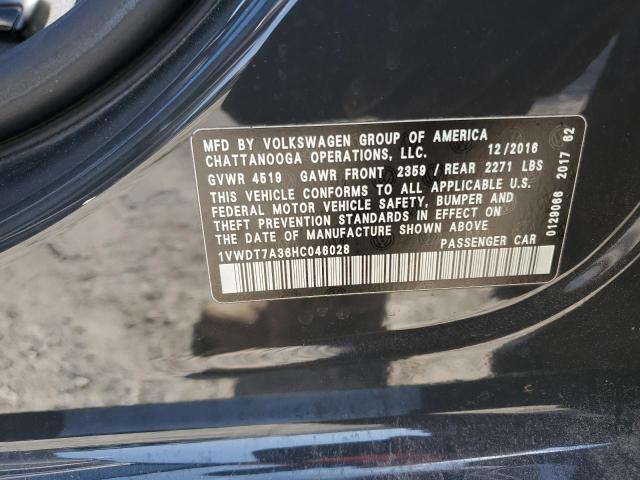 MFD BY VOLKSWAGEN GROUP OF AMERICA
CHATTANOOGA OPERATIONS, LLC. 12/2016
GVWR 4519 GAWR FRONT 2359 / REAR 2271 LBS
THIS VEHICLE CONFORMS TO ALL APPLICABLE U.S.
FEDERAL MOTOR VEHICLE SAFETY, BUMPER AND
THEFT PREVENTION STANDARDS IN EFFECT ON
THE DATE OF MANUFACTURE SHOWN ABOVE
1VWDT7A36HC046028 PASSENGER CAR
0129066 2017 62